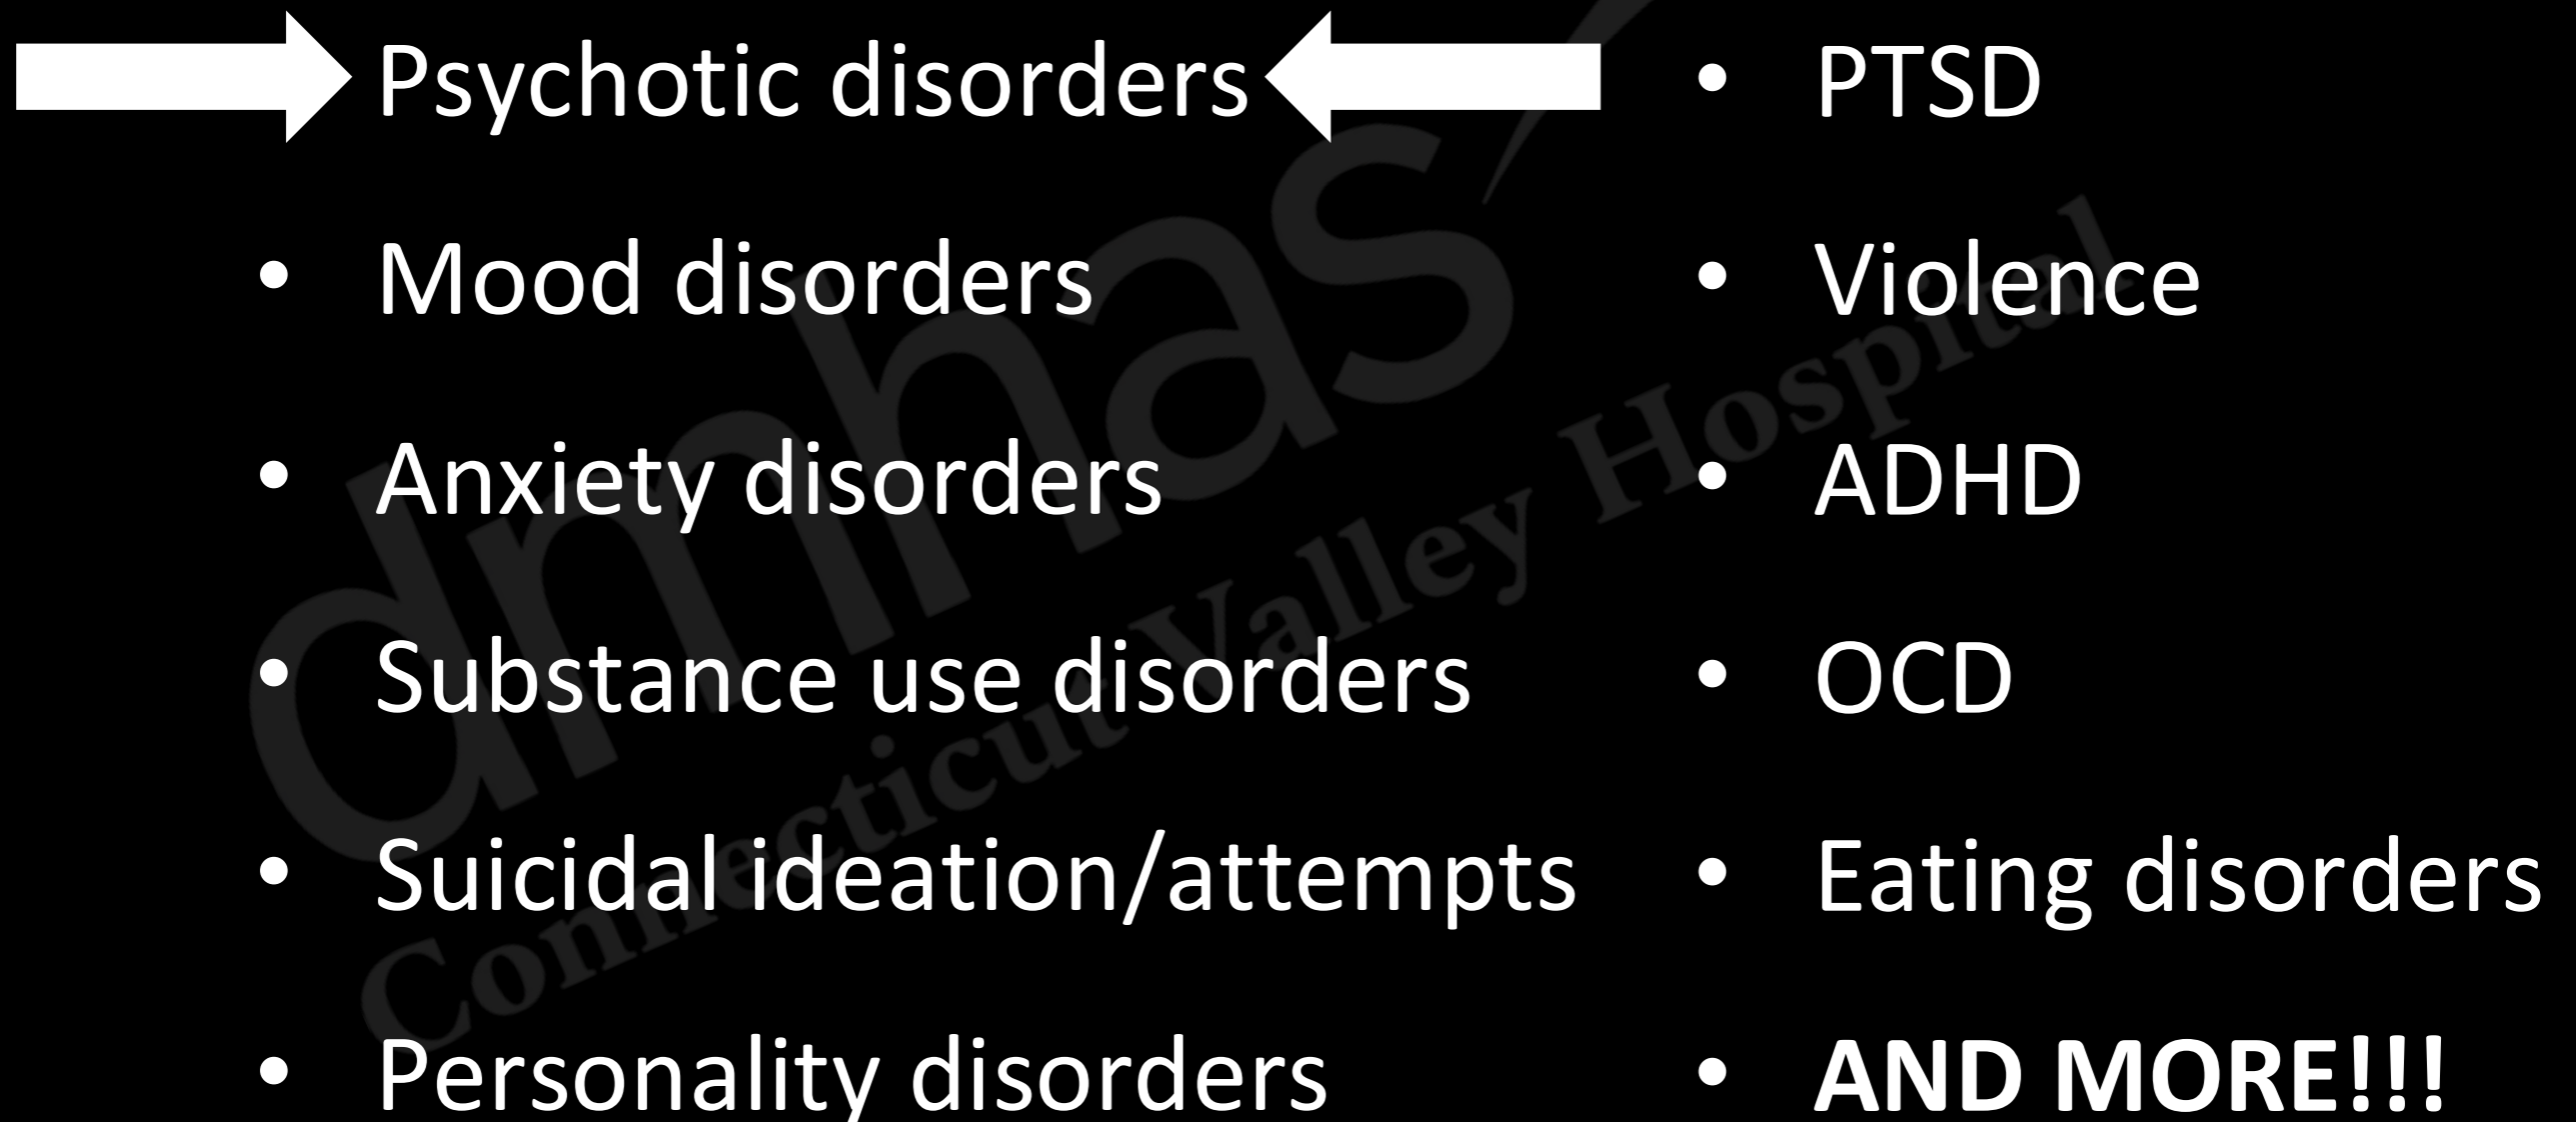 Psychotic disorders
• Mood disorders
• Anxiety disorders
• Substance use disorders
• Suicidal ideation/attempts
• Personality disorders
• PTSD
• Violence
• ADHD
• OCD
• Eating disorders
• AND MORE!!!
dmhas
Connecticut Valley Hospital